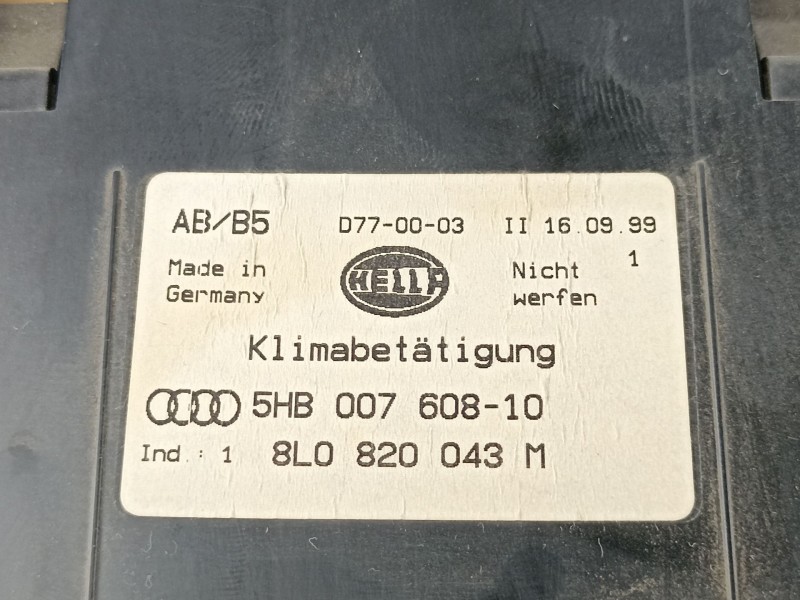 AB/B5 D77-00-03 II 16.09.99
Made in Germany
HELLA
Nicht werfen
1
Klimabetätigung
5HB 007 608-10
Ind.: 1 8L0 820 043 M